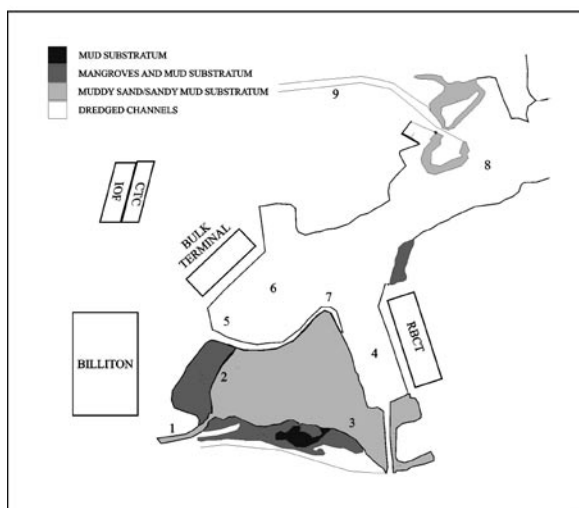 MUD SUBSTRATUM
MANGROVES AND MUD SUBSTRATUM
MUDDY SAND/SANDY MUD SUBSTRATUM
DREDGED CHANNELS
9
8
IOF
CTC
BULK
TERMINAL
6
7
5
RBCT
4
BILLITON
2
3
1